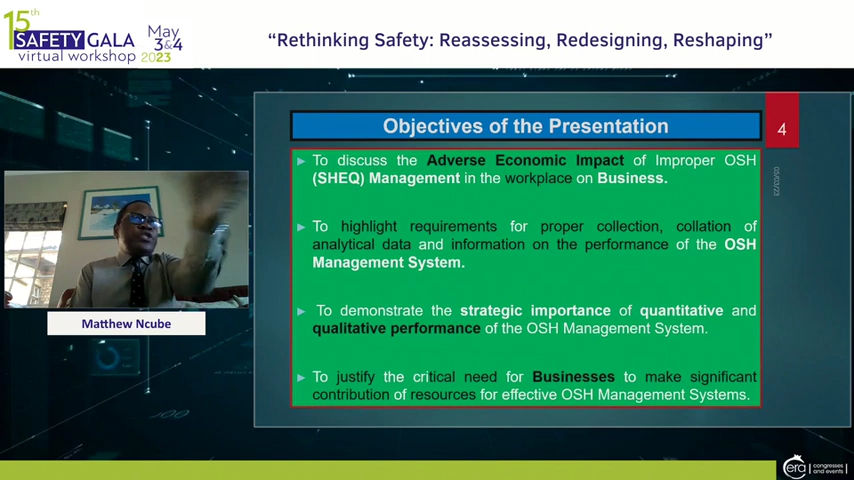 15th
SAFETY GALA
virtual workshop
May
3&4
2023
“Rethinking Safety: Reassessing, Redesigning, Reshaping”
Objectives of the Presentation
4
To discuss the Adverse Economic Impact of Improper OSH
(SHEQ) Management in the workplace on Business.
To highlight requirements for proper collection, collation of
analytical data and information on the performance of the OSH
Management System.
To demonstrate the strategic importance of quantitative and
qualitative performance of the OSH Management System.
To justify the critical need for Businesses to make significant
contribution of resources for effective OSH Management Systems.
Matthew Ncube
era congresses
and events